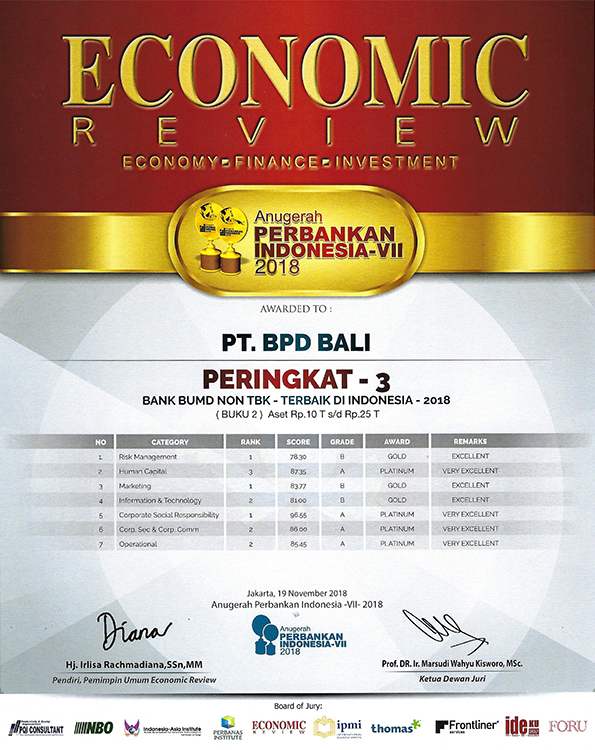 ECONOMIC
REVIEW
ECONOMY-FINANCE-INVESTMENT
Anugerah
PERBANKAN
INDONESIA-VII
2018
AWARDED TO :
PT. BPD BALI
PERINGKAT - 3
BANK BUMD NON TBK - TERBAIK DI INDONESIA - 2018
( BUKU 2 ) Aset Rp.10 T s/d Rp.25 T
NO CATEGORY RANK SCORE GRADE AWARD REMARKS
1 Risk Management 1 78.30 B GOLD EXCELLENT
2 Human Capital 3 87.35 A PLATINUM VERY EXCELLENT
3 Marketing 1 83.77 B GOLD EXCELLENT
4 Information & Technology 2 81.00 B GOLD EXCELLENT
5 Corporate Social Responsibility 1 96.55 A PLATINUM VERY EXCELLENT
6 Corp. Sec & Corp. Comm 2 86.00 A PLATINUM VERY EXCELLENT
7 Operational 2 85.45 A PLATINUM VERY EXCELLENT
Jakarta, 19 November 2018
Anugerah Perbankan Indonesia -VII- 2018
Diana
Anugerah
PERBANKAN
INDONESIA-VII
2018
Hj. Irlisa Rachmadiana,SSn,MM
Pendiri, Pemimpin Umum Economic Review
Prof. DR. Ir. Marsudi Wahyu Kisworo, MSc.
Ketua Dewan Juri
Board of Jury:
PQI CONSULTANT
NBO
Indonesia-Asia Institute
PERBANAS
INSTITUTE
ECONOMIC
REVIEW
ipmi
thomas
Frontliner
services
ide KU
FORU